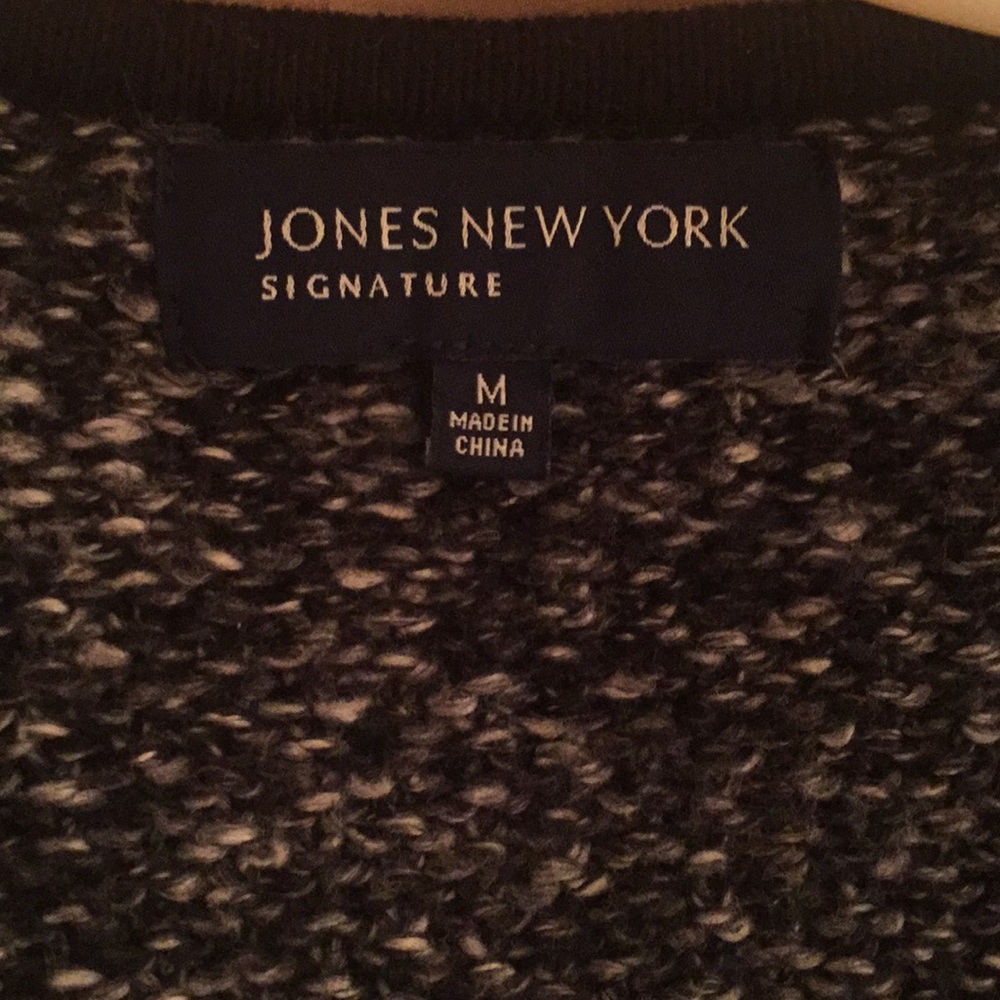 JONES NEW YORK
SIGNATURE
M
MADE IN
CHINA